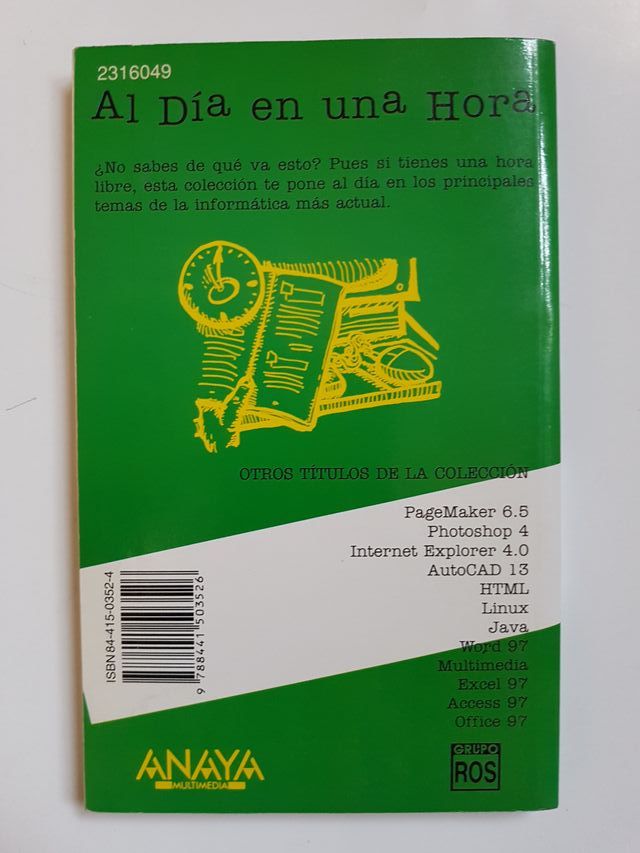 2316049
Al Día en una Hora
¿No sabes de qué va esto? Pues si tienes una hora
libre, esta colección te pone al día en los principales
temas de la informática más actual.
OTROS TÍTULOS DE LA COLECCIÓN
PageMaker 6.5
Photoshop 4
Internet Explorer 4.0
AutoCAD 13
HTML
Linux
Java
Word 97
Multimedia
Excel 97
Access 97
Office 97
ISBN 84-415-0352-4
9 788441 503526
ANAYA
MULTIMEDIA
GRUPO
ROS